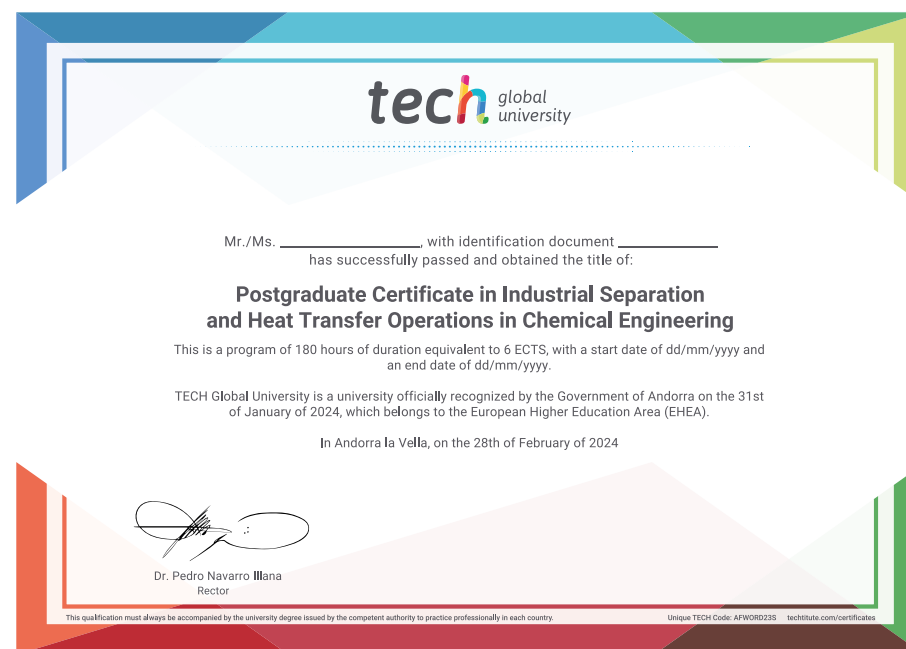 tech global
university
Mr./Ms. ____________________, with identification document ______________
has successfully passed and obtained the title of:
Postgraduate Certificate in Industrial Separation
and Heat Transfer Operations in Chemical Engineering
This is a program of 180 hours of duration equivalent to 6 ECTS, with a start date of dd/mm/yyyy and
an end date of dd/mm/yyyy.
TECH Global University is a university officially recognized by the Government of Andorra on the 31st
of January of 2024, which belongs to the European Higher Education Area (EHEA).
In Andorra la Vella, on the 28th of February of 2024
Dr. Pedro Navarro Illana
Rector
This qualification must always be accompanied by the university degree issued by the competent authority to practice professionally in each country.
Unique TECH Code: AFWORD23S techtitute.com/certificates